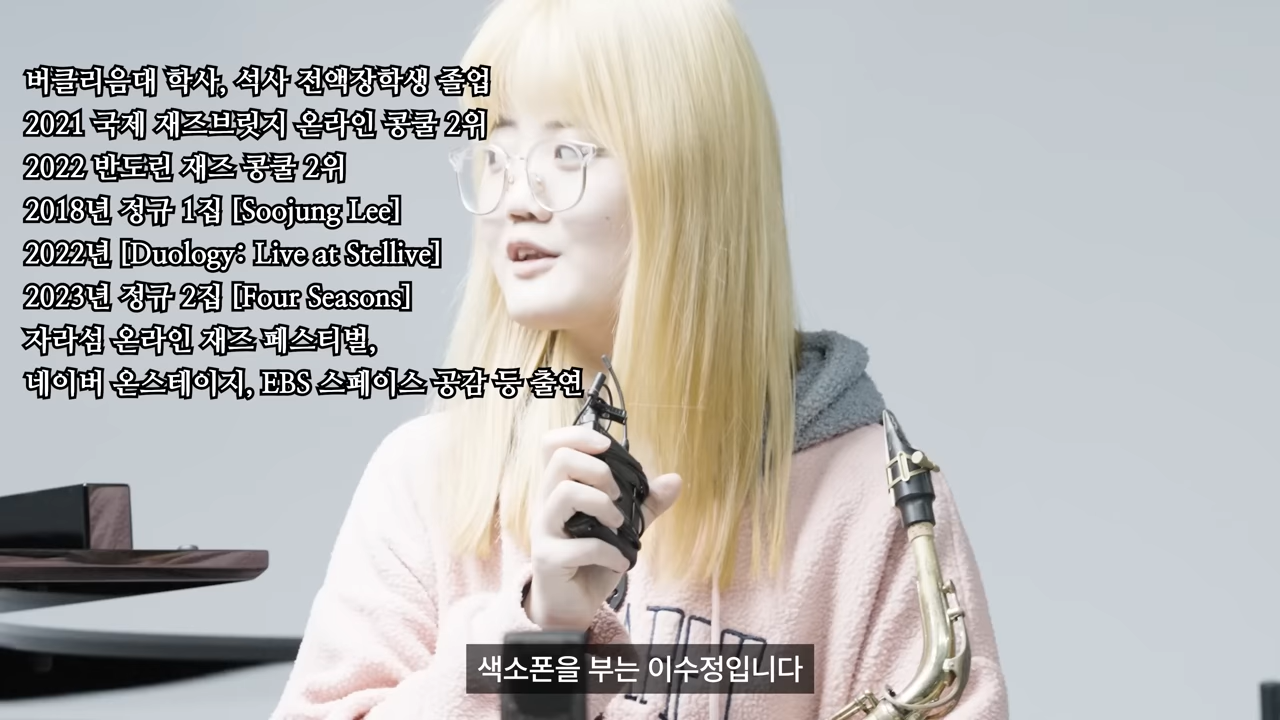 버클리음대 학사, 석사 전액장학생 졸업
2021 국제 재즈브릿지 온라인 콩쿨 2위
2022 반도린 재즈 콩쿨 2위
2018년 정규 1집 [Soojung Lee]
2022년 [Duology: Live at Stellive]
2023년 정규 2집 [Four Seasons]
자라섬 온라인 재즈 페스티벌,
네이버 온스테이지, EBS 스페이스 공감 등 출연
색소폰을 부는 이수정입니다